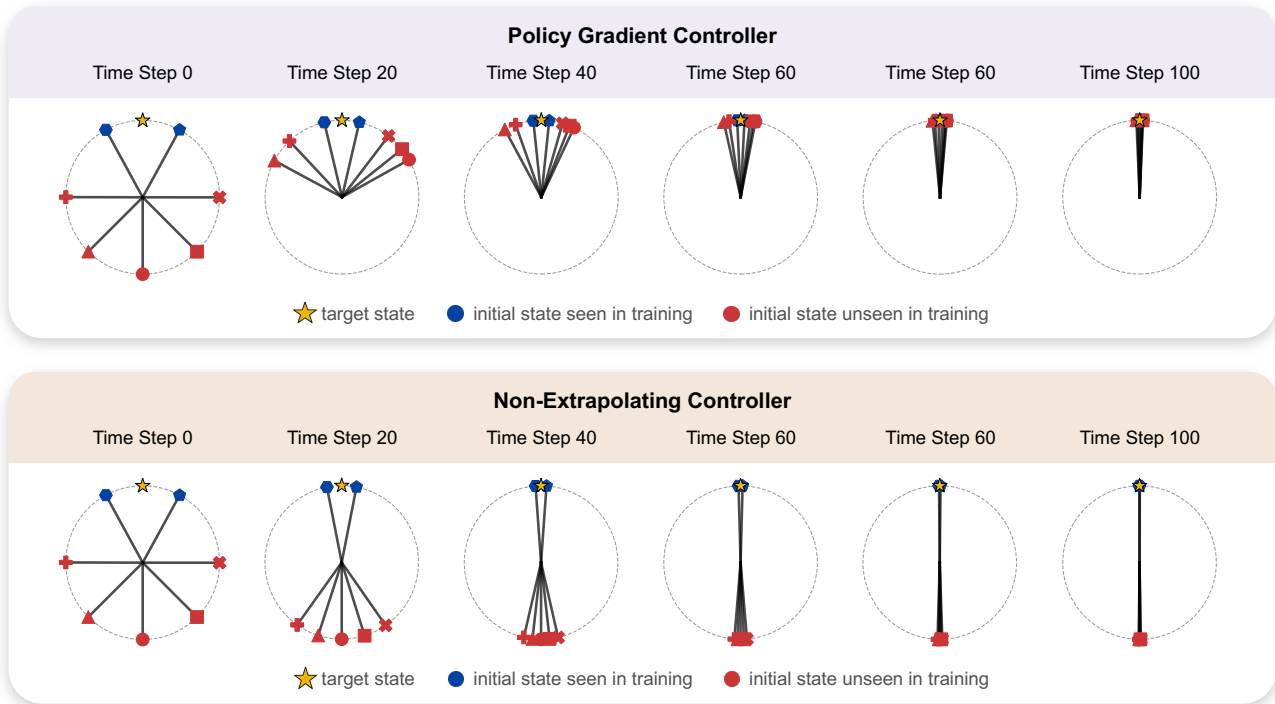 Policy Gradient Controller
Time Step 0 Time Step 20 Time Step 40 Time Step 60 Time Step 60 Time Step 100
target state initial state seen in training initial state unseen in training
Non-Extrapolating Controller
Time Step 0 Time Step 20 Time Step 40 Time Step 60 Time Step 60 Time Step 100
target state initial state seen in training initial state unseen in training